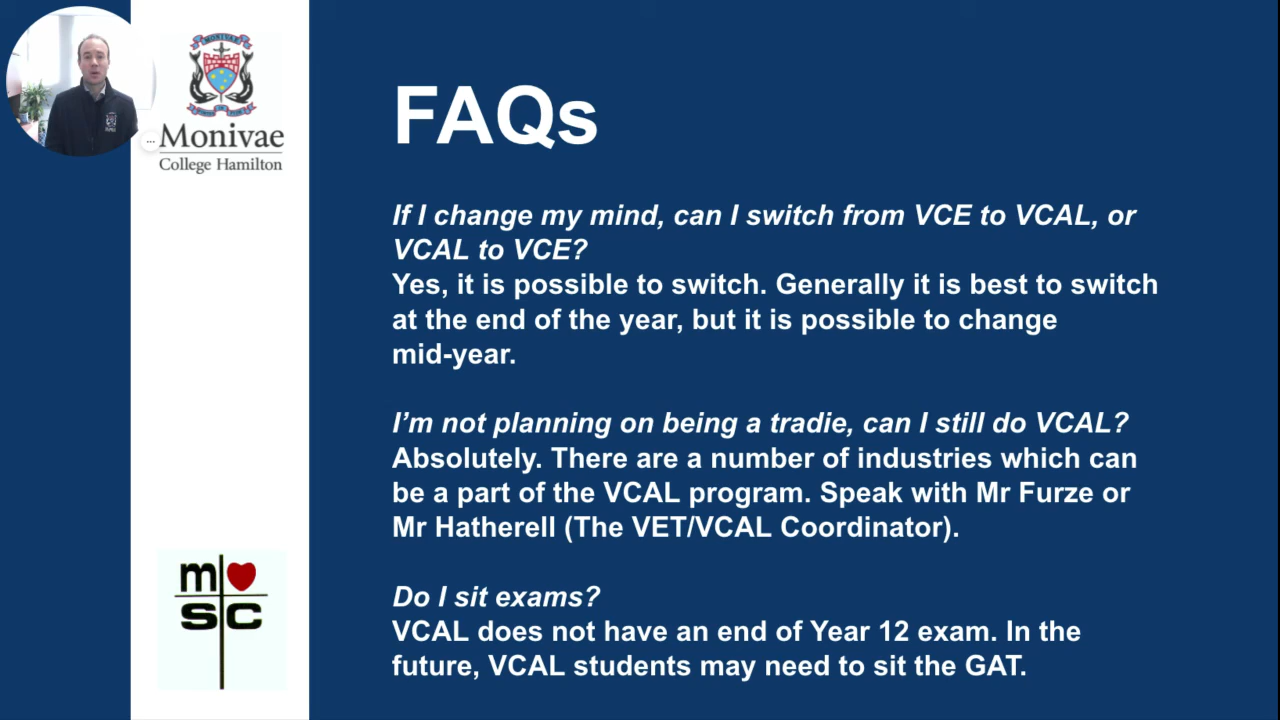 MONIVAE
Monivae
College Hamilton
FAQs
If I change my mind, can I switch from VCE to VCAL, or
VCAL to VCE?
Yes, it is possible to switch. Generally it is best to switch
at the end of the year, but it is possible to change
mid-year.
I’m not planning on being a tradie, can I still do VCAL?
Absolutely. There are a number of industries which can
be a part of the VCAL program. Speak with Mr Furze or
Mr Hatherell (The VET/VCAL Coordinator).
Do I sit exams?
VCAL does not have an end of Year 12 exam. In the
future, VCAL students may need to sit the GAT.
m
SC